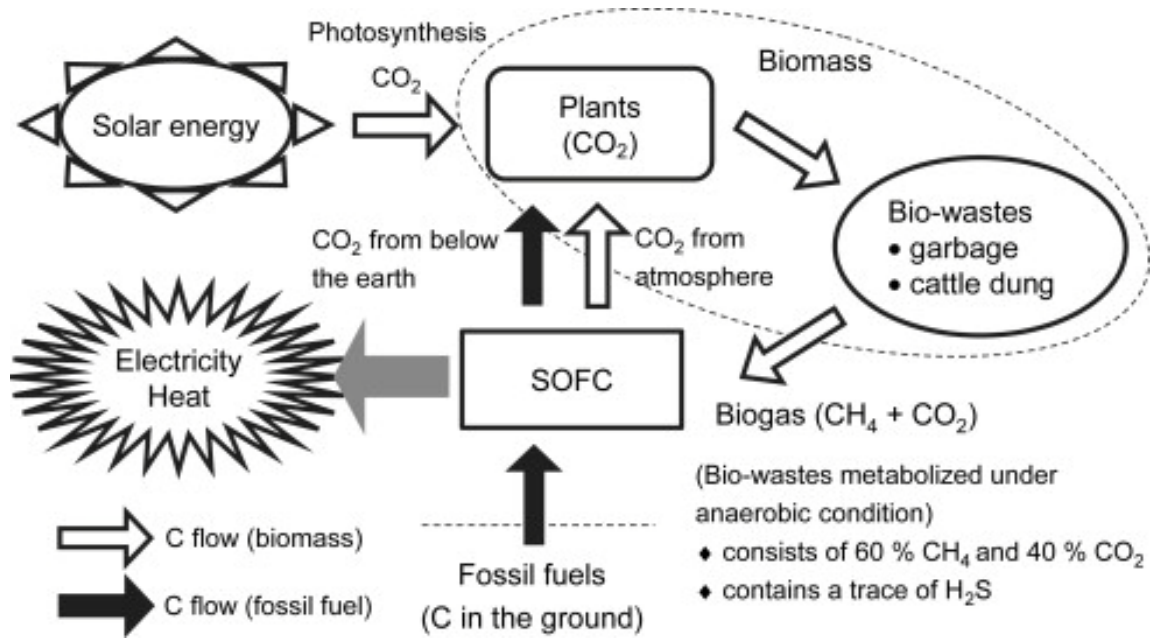 Photosynthesis
CO₂
Solar energy
Plants
(CO₂)
Biomass
Bio-wastes
• garbage
• cattle dung
CO₂ from below
the earth
CO₂ from
atmosphere
Electricity
Heat
SOFC
Biogas (CH₄ + CO₂)
(Bio-wastes metabolized under
anaerobic condition)
♦ consists of 60 % CH₄ and 40 % CO₂
♦ contains a trace of H₂S
Fossil fuels
(C in the ground)
C flow (biomass)
C flow (fossil fuel)